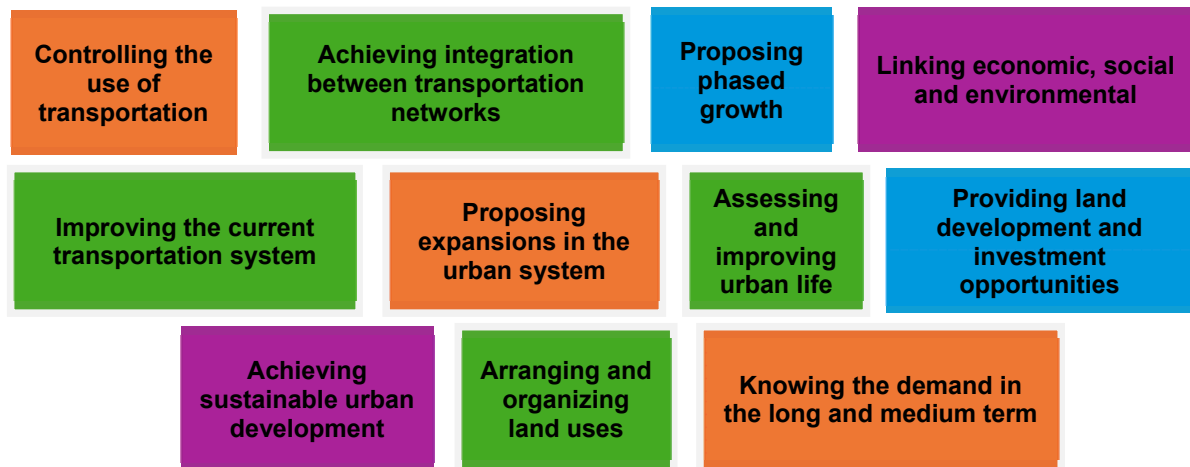 Controlling the
use of
transportation
Achieving integration
between transportation
networks
Proposing
phased
growth
Linking economic, social
and environmental
Improving the current
transportation system
Proposing
expansions in the
urban system
Assessing
and
improving
urban life
Providing land
development and
investment
opportunities
Achieving
sustainable urban
development
Arranging and
organizing
land uses
Knowing the demand in
the long and medium term